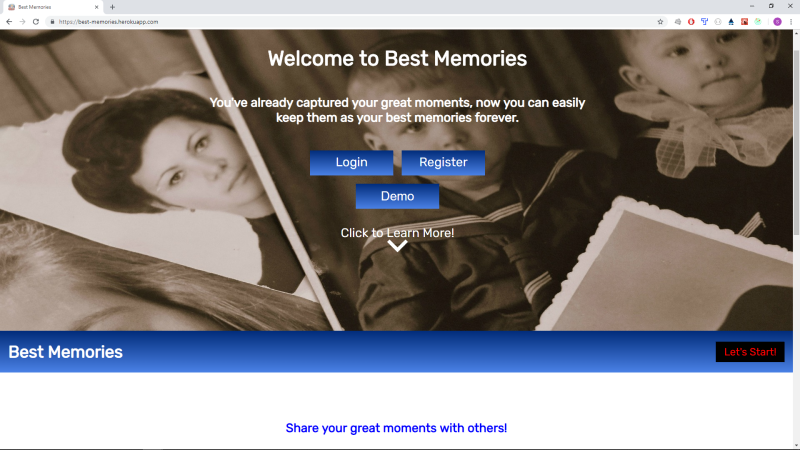 Best Memories
https://best-memories.herokuapp.com
Welcome to Best Memories
You've already captured your great moments, now you can easily
keep them as your best memories forever.
Login Register
Demo
Click to Learn More!
Best Memories Let's Start!
Share your great moments with others!